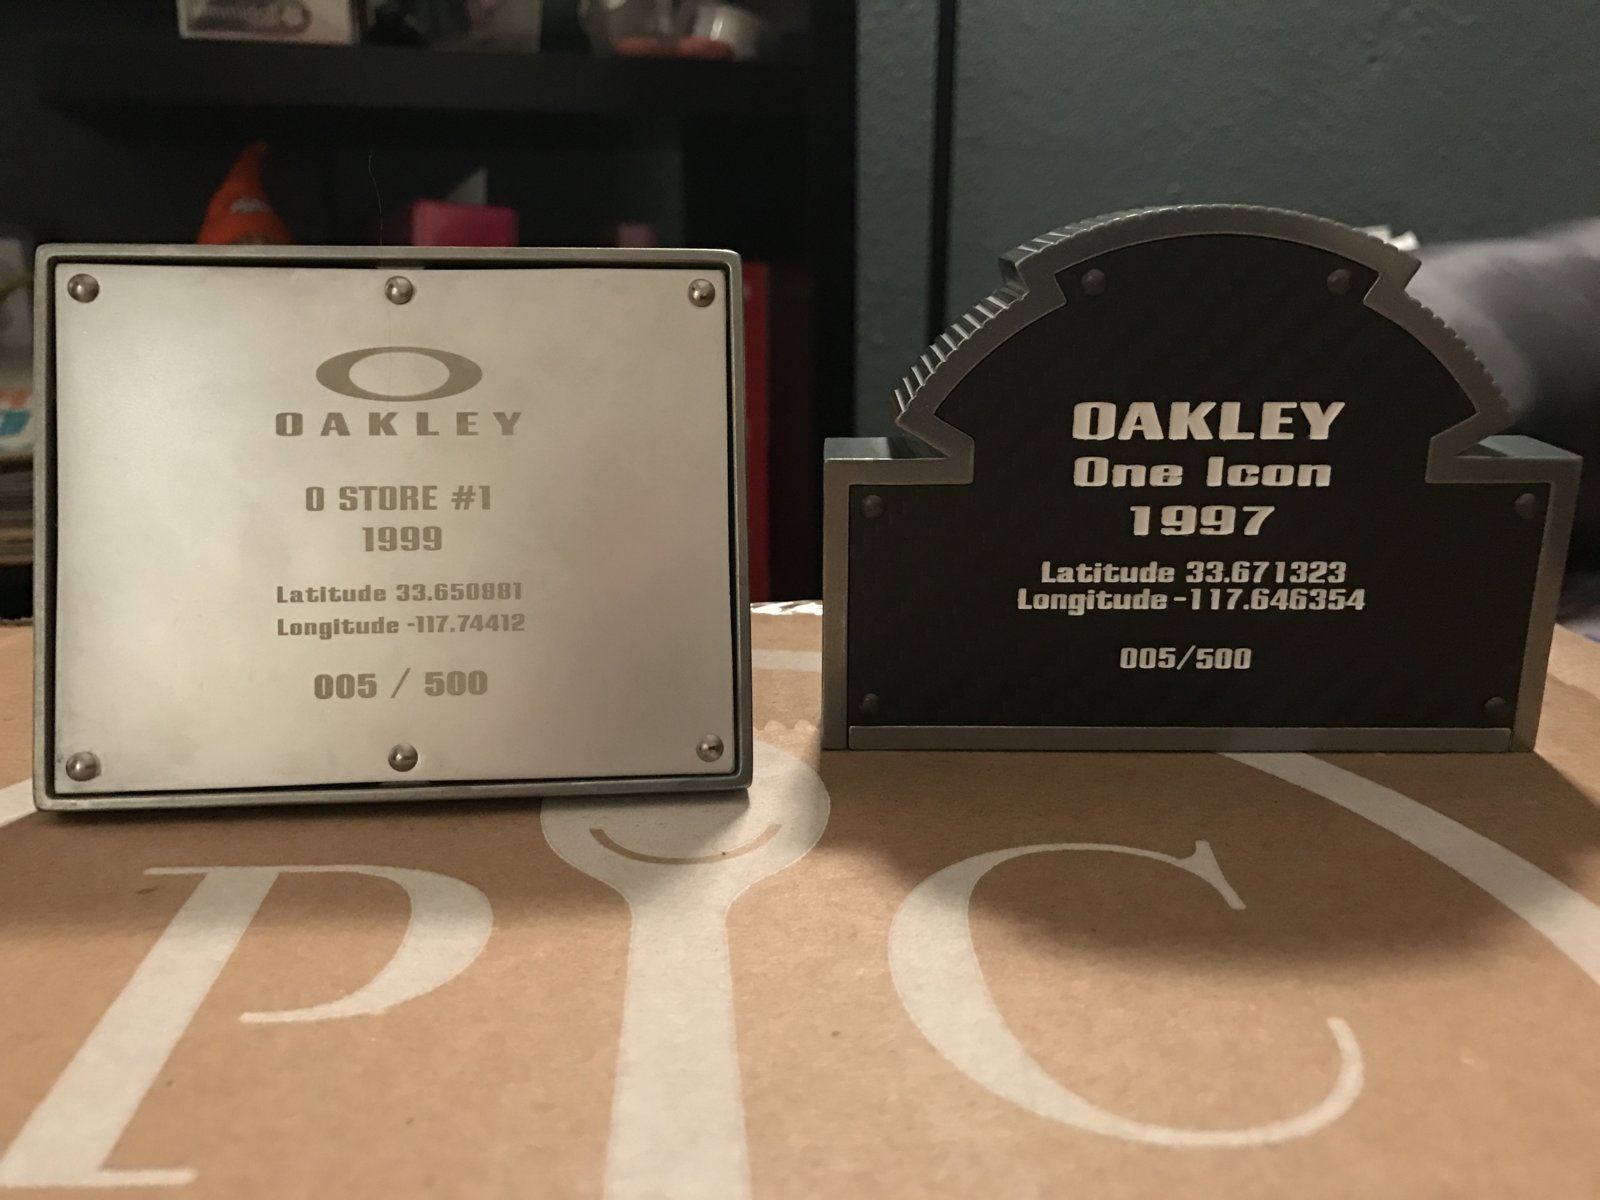 OAKLEY
O STORE #1
1999
Latitude 33.650881
Longitude -117.74412
005 / 500
OAKLEY
One Icon
1997
Latitude 33.671323
Longitude -117.646354
005/500
P C